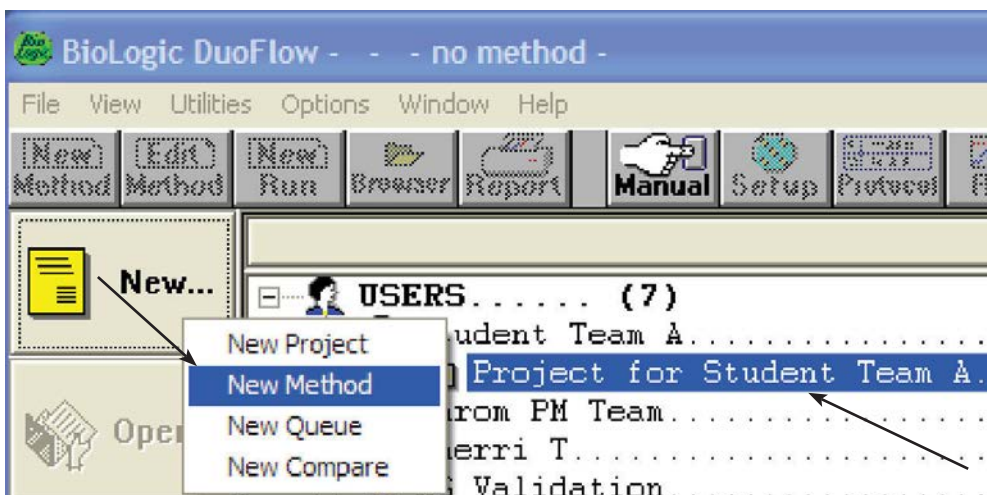 BioLogic DuoFlow - - - no method -
File View Utilities Options Window Help
New Method Edit Method New Run Browser Report Manual Setup Protocol
New...
USERS...... (7)
udent Team A................
New Project
Project for Student Team A.
New Method
rom PM Team..................
Open
New Queue
erri T.......................
New Compare
Validation